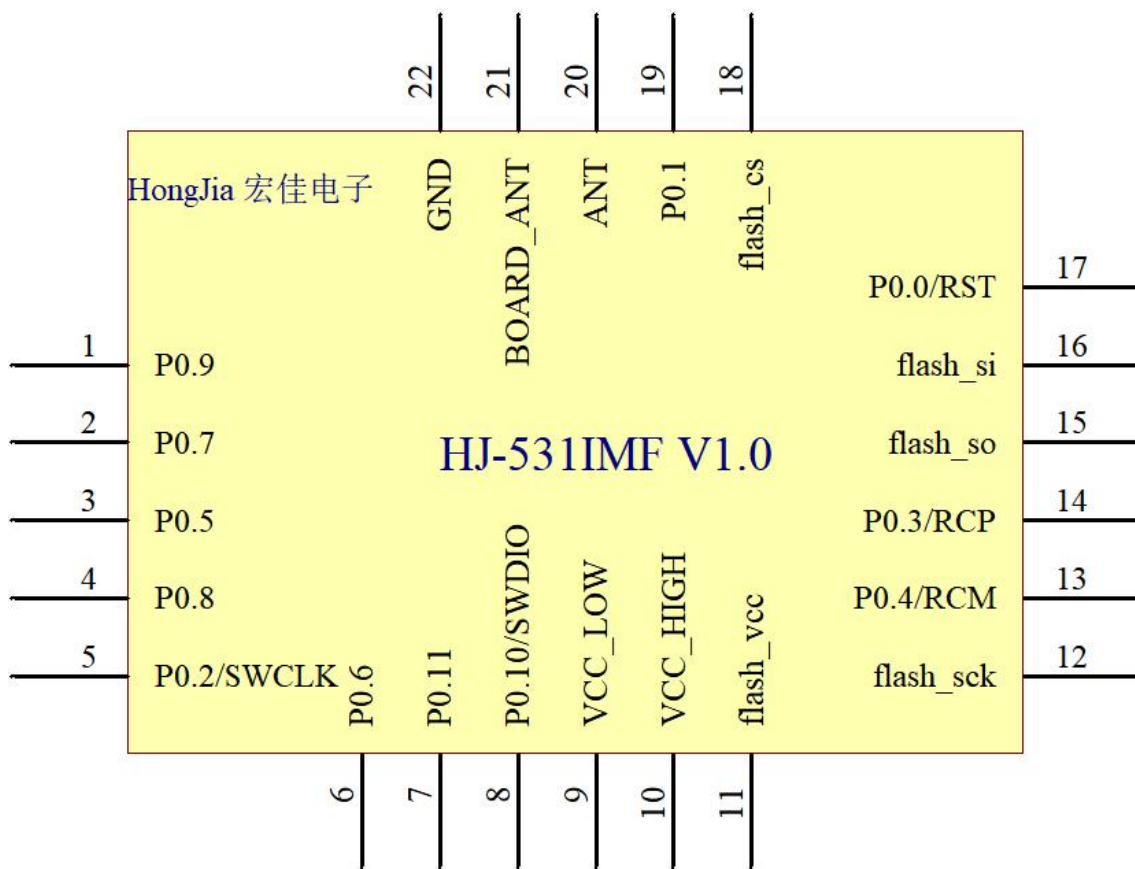 22
21
20
19
18
HongJia 宏佳电子
GND
BOARD_ANT
ANT
P0.1
flash_cs
P0.0/RST
17
1
P0.9
flash_si
16
2
P0.7
HJ-531IMF V1.0
flash_so
15
3
P0.5
P0.3/RCP
14
4
P0.8
P0.4/RCM
13
5
P0.2/SWCLK
flash_sck
12
P0.6
P0.11
P0.10/SWDIO
VCC_LOW
VCC_HIGH
flash_vcc
6
7
8
9
10
11